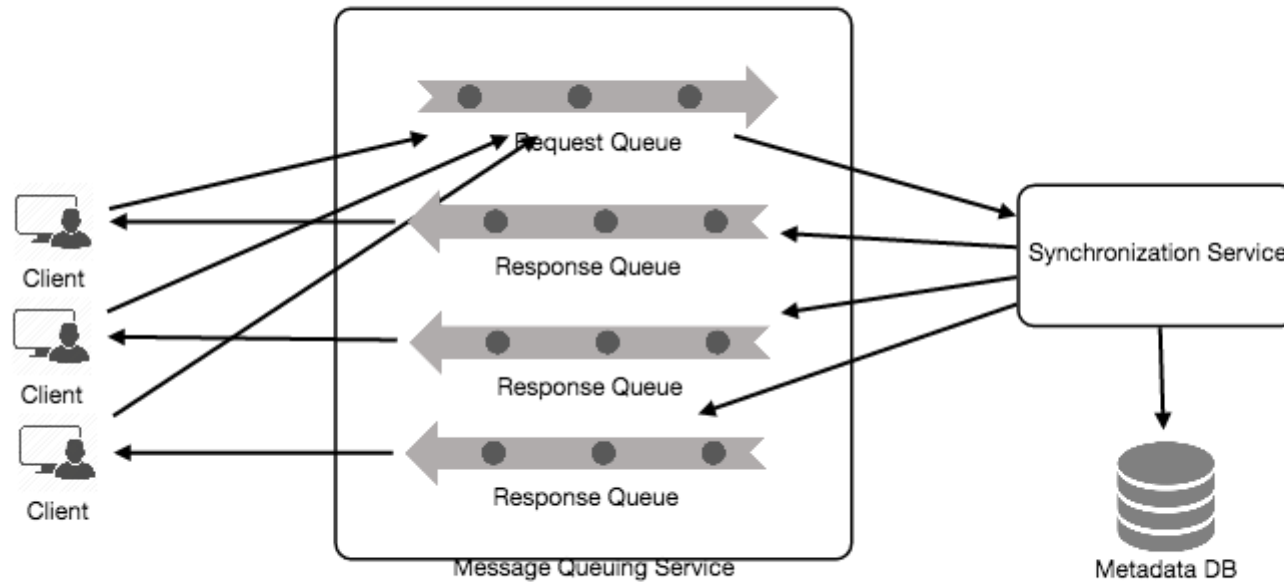 Request Queue
Client
Response Queue
Synchronization Service
Client
Response Queue
Client
Response Queue
Message Queuing Service
Metadata DB